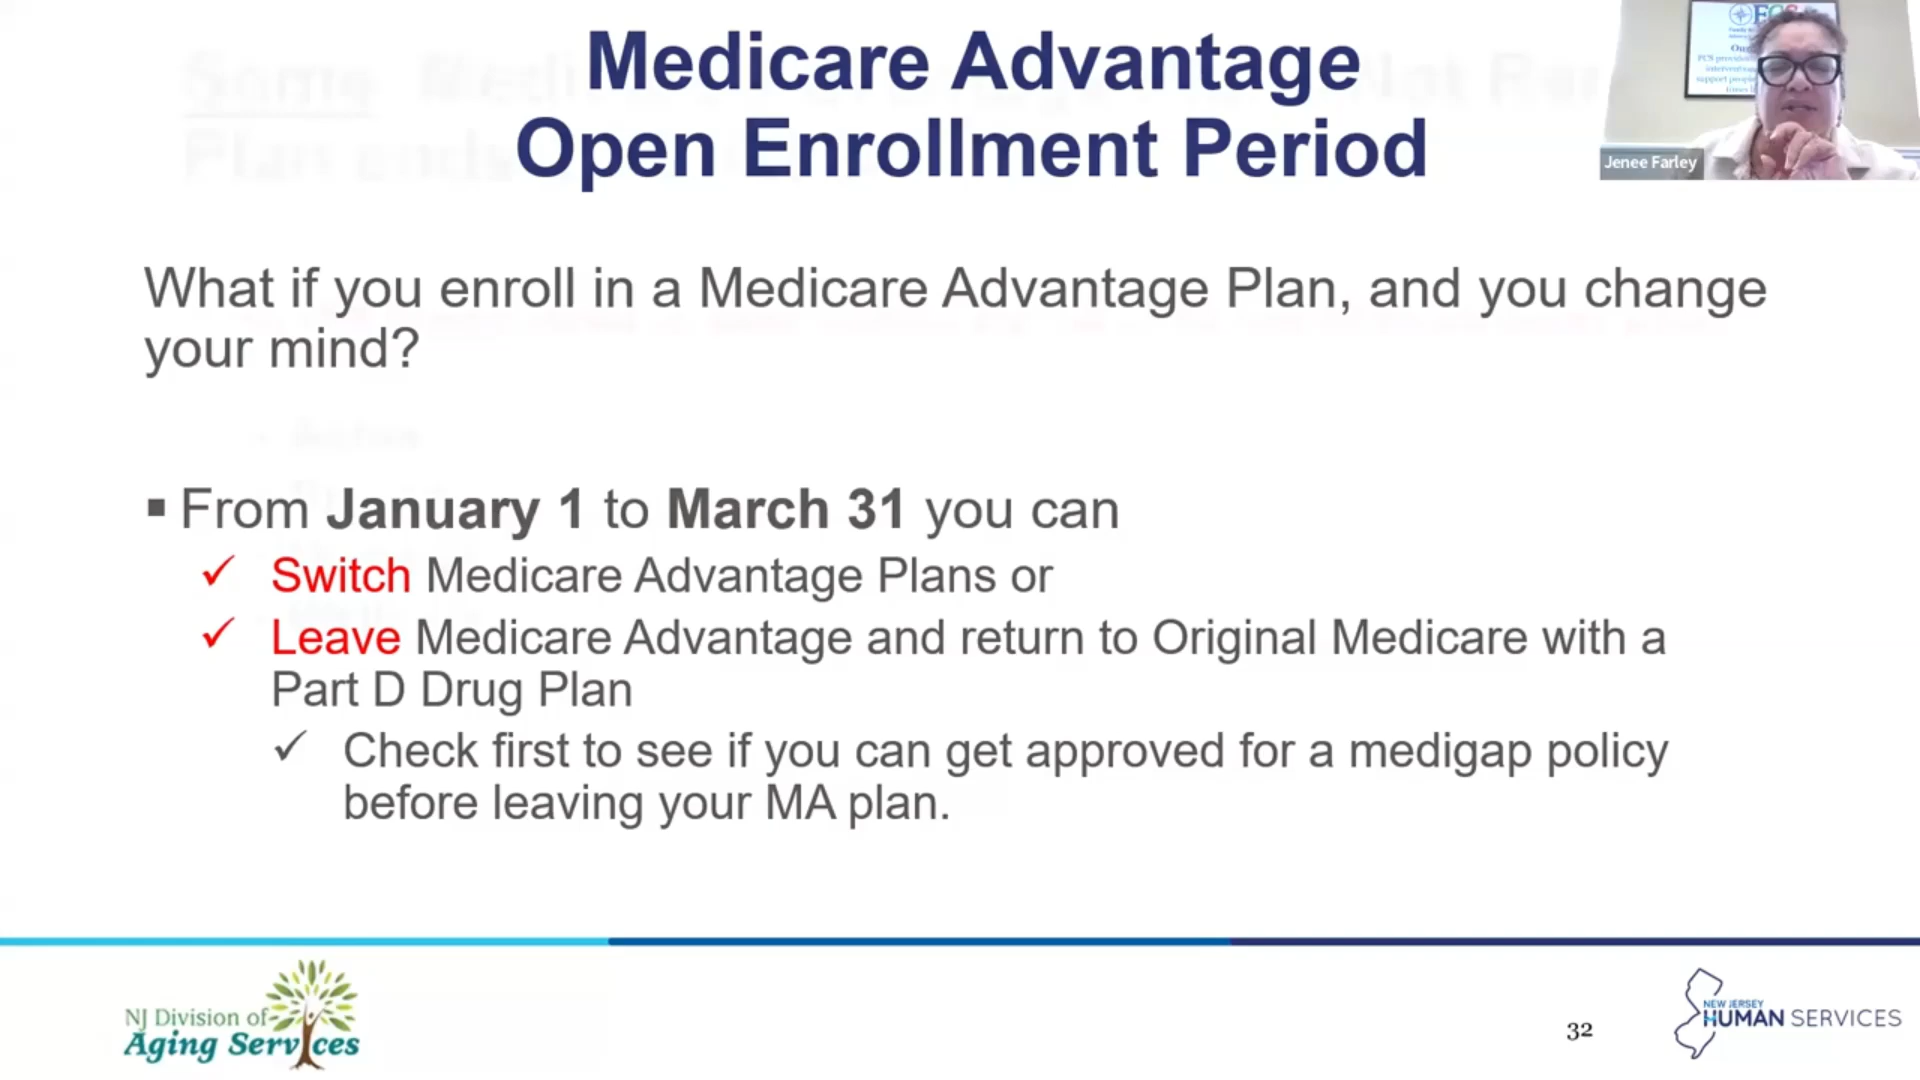 Medicare Advantage
Open Enrollment Period
Jenee Farley
What if you enroll in a Medicare Advantage Plan, and you change
your mind?
▪ From January 1 to March 31 you can
✓ Switch Medicare Advantage Plans or
✓ Leave Medicare Advantage and return to Original Medicare with a
Part D Drug Plan
✓ Check first to see if you can get approved for a medigap policy
before leaving your MA plan.
NJ Division of
Aging Services
32
NEW JERSEY
HUMAN SERVICES